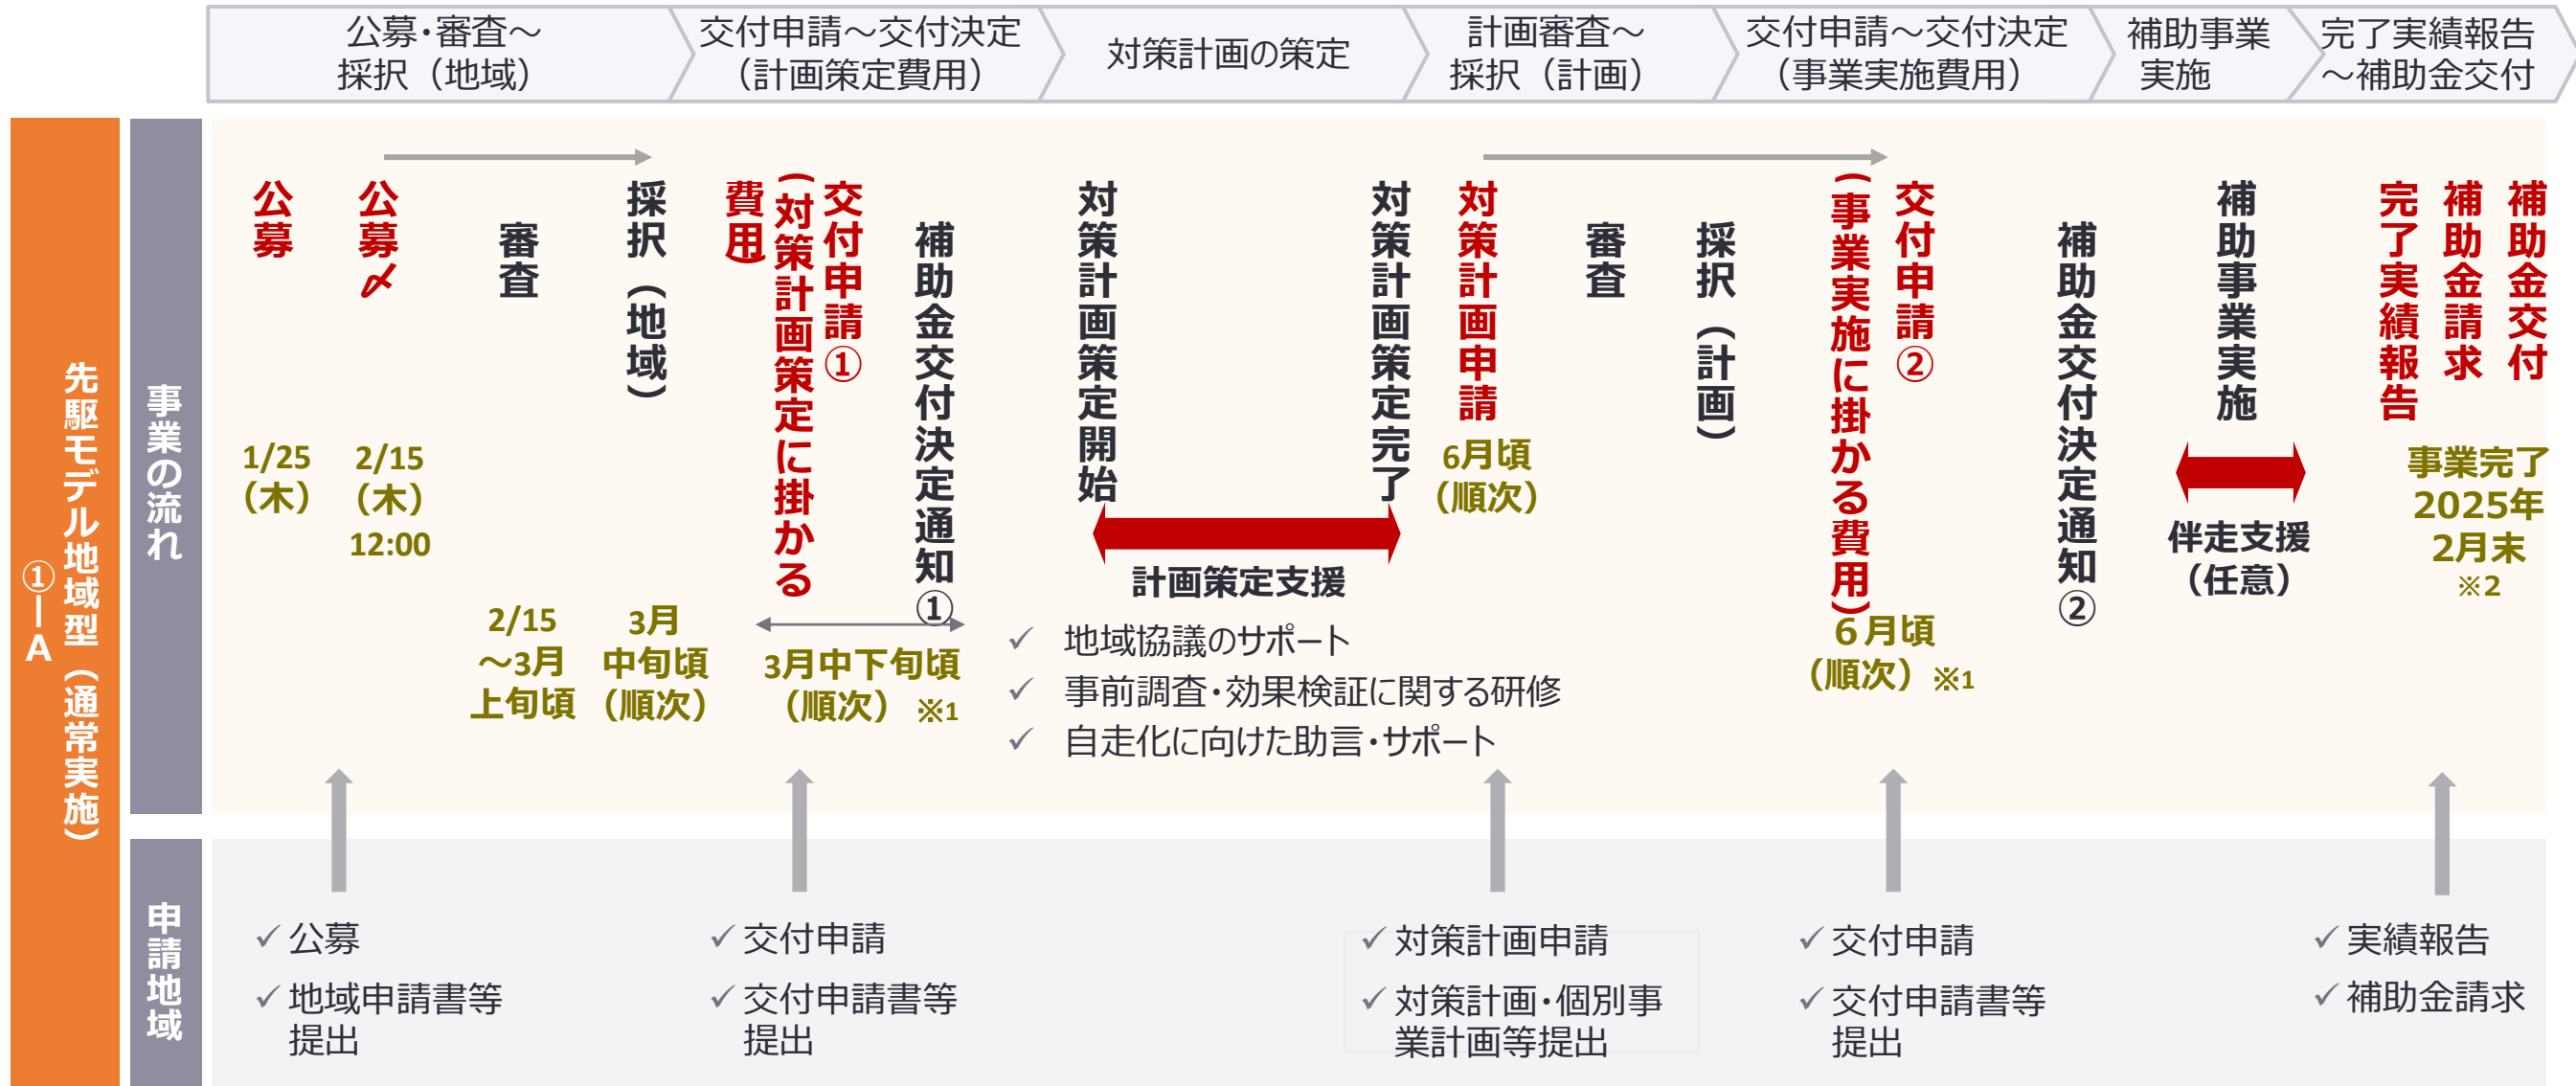 公募・審査～
採択（地域）
交付申請～交付決定
（計画策定費用）
対策計画の策定
計画審査～
採択（計画）
交付申請～交付決定
（事業実施費用）
補助事業
実施
完了実績報告
～補助金交付
先駆モデル地域型（通常実施）
①ーA
事業の流れ
公募
1/25
（木）
公募〆
2/15
（木）
12:00
審査
2/15
～3月
上旬頃
採択（地域）
3月
中旬頃
（順次）
交付申請①
（対策計画策定に掛かる
費用）
補助金交付決定通知①
3月中下旬頃
（順次）※1
対策計画策定開始
対策計画策定完了
計画策定支援
✓ 地域協議のサポート
✓ 事前調査・効果検証に関する研修
✓ 自走化に向けた助言・サポート
対策計画申請
6月頃
（順次）
審査
採択（計画）
交付申請②
（事業実施に掛かる費用）
６月頃
（順次）※1
補助金交付決定通知②
補助事業実施
伴走支援
（任意）
完了実績報告
補助金請求
補助金交付
事業完了
2025年
2月末
※2
申請地域
✓ 公募
✓ 地域申請書等
提出
✓ 交付申請
✓ 交付申請書等
提出
✓ 対策計画申請
✓ 対策計画・個別事
業計画等提出
✓ 交付申請
✓ 交付申請書等
提出
✓ 実績報告
✓ 補助金請求